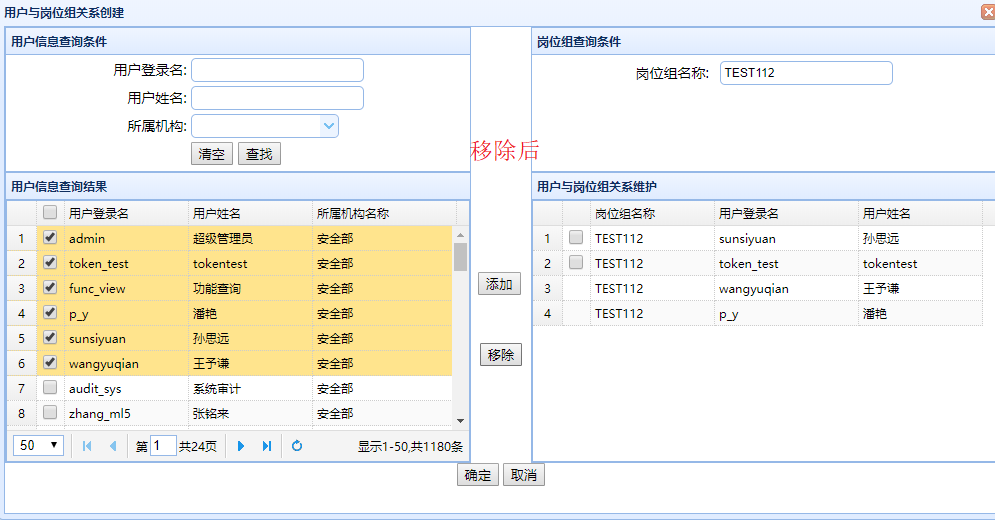 用户与岗位组关系创建
用户信息查询条件
用户登录名:
用户姓名:
所属机构:
清空 查找
移除后
岗位组查询条件
岗位组名称: TEST112
用户信息查询结果
用户登录名 用户姓名 所属机构名称
1 admin 超级管理员 安全部
2 token_test tokentest 安全部
3 func_view 功能查询 安全部
4 p_y 潘艳 安全部
5 sunsiyuan 孙思远 安全部
6 wangyuqian 王予谦 安全部
7 audit_sys 系统审计 安全部
8 zhang_ml5 张铭来 安全部
50 第 1 共24页 显示1-50,共1180条
添加
移除
用户与岗位组关系维护
岗位组名称 用户登录名 用户姓名
1 TEST112 sunsiyuan 孙思远
2 TEST112 token_test tokentest
3 TEST112 wangyuqian 王予谦
4 TEST112 p_y 潘艳
确定 取消